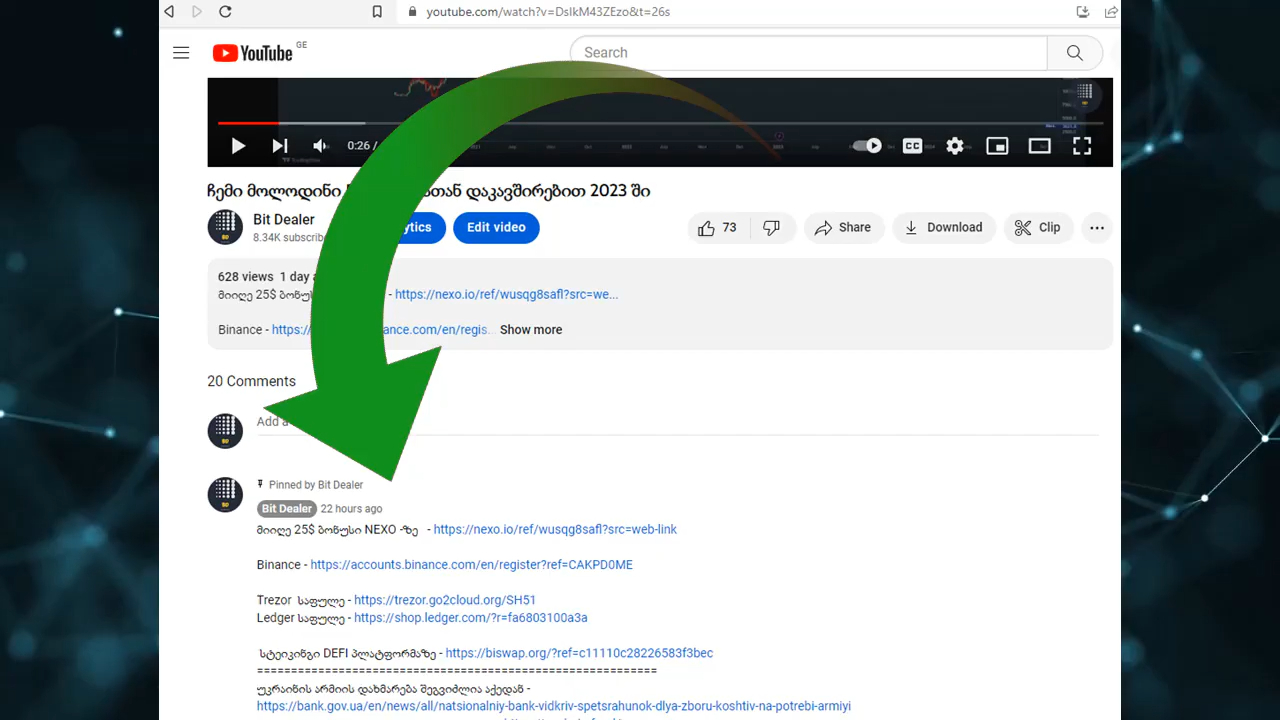 youtube.com/watch?v=DsIkM43ZEzo&t=26s
YouTube GE
Search
0:26 /
ჩემი მოლოდინი სთან დაკავშირებით 2023 ში
Bit Dealer
8.34K subscribe
tics
Edit video
73
Share
Download
Clip
628 views 1 day a
მიიღე 25$ ბონუს - https://nexo.io/ref/wusqg8safl?src=we...
Binance - https:// ance.com/en/regis... Show more
20 Comments
Add a
Pinned by Bit Dealer
Bit Dealer 22 hours ago
მიიღე 25$ ბონუსი NEXO -ზე - https://nexo.io/ref/wusqg8safl?src=web-link
Binance - https://accounts.binance.com/en/register?ref=CAKPD0ME
Trezor საფულე - https://trezor.go2cloud.org/SH51
Ledger საფულე - https://shop.ledger.com/?r=fa6803100a3a
სტეიკინგი DEFI პლატფორმაზე - https://biswap.org/?ref=c11110c28226583f3bec
=========================================================
უკრაინის არმიის დახმარება შეგვიძლია აქედან -
https://bank.gov.ua/en/news/all/natsionalniy-bank-vidkriv-spetsrahunok-dlya-zboru-koshtiv-na-potrebi-armiyi